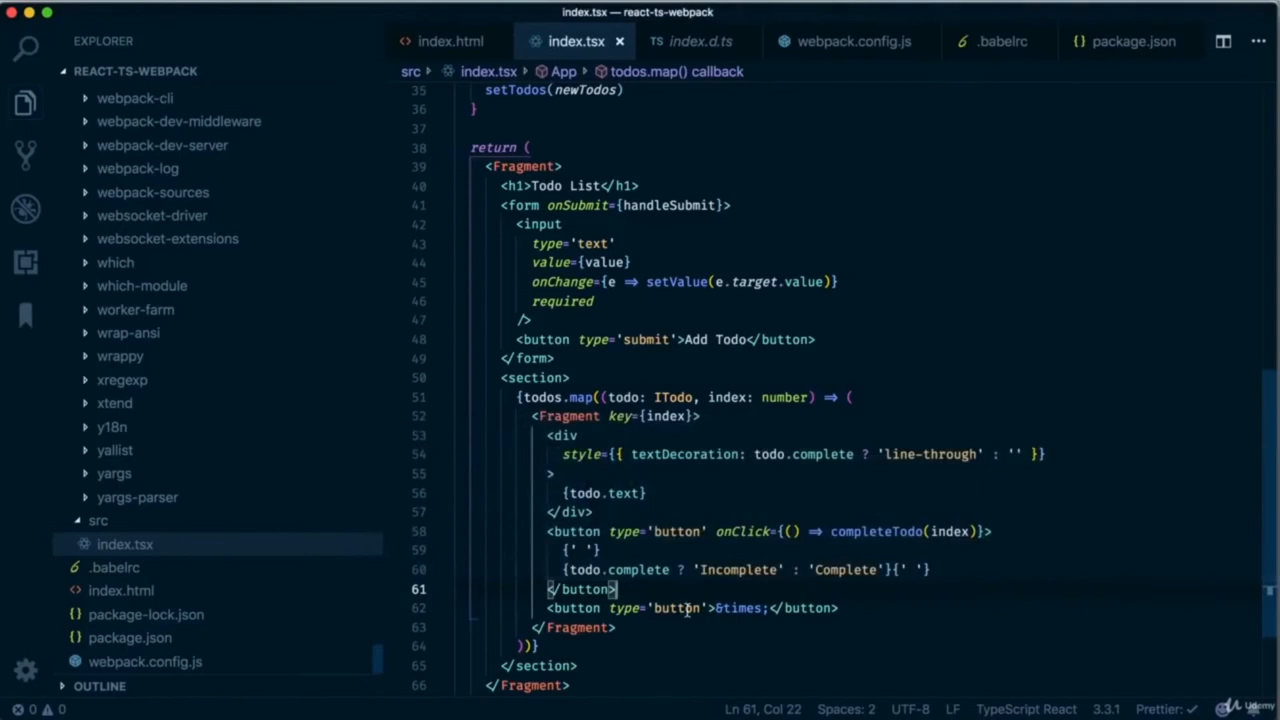 index.tsx — react-ts-webpack
EXPLORER
index.html
index.tsx ×
TS index.d.ts
webpack.config.js
.babelrc
{} package.json
REACT-TS-WEBPACK
src index.tsx App todos.map() callback
webpack-cli
webpack-dev-middleware
webpack-dev-server
webpack-log
webpack-sources
websocket-driver
websocket-extensions
which
which-module
worker-farm
wrap-ansi
wrappy
xregexp
xtend
y18n
yallist
yargs
yargs-parser
src
index.tsx
.babelrc
index.html
{} package-lock.json
{} package.json
webpack.config.js
OUTLINE
35 setTodos(newTodos)
36 }
37
38 return (
39 <Fragment>
40 <h1>Todo List</h1>
41 <form onSubmit={handleSubmit}>
42 <input
43 type='text'
44 value={value}
45 onChange={e => setValue(e.target.value)}
46 required
47 />
48 <button type='submit'>Add Todo</button>
49 </form>
50 <section>
51 {todos.map((todo: ITodo, index: number) => (
52 <Fragment key={index}>
53 <div
54 style={{ textDecoration: todo.complete ? 'line-through' : '' }}
55 >
56 {todo.text}
57 </div>
58 <button type='button' onClick={() => completeTodo(index)}>
59 {' '}
60 {todo.complete ? 'Incomplete' : 'Complete'}{' '}
61 </button>
62 <button type='button'>&times;</button>
63 </Fragment>
64 ))}
65 </section>
66 </Fragment>
0 0
Ln 61, Col 22 Spaces: 2 UTF-8 LF TypeScript React 3.3.1 Prettier: ✓
Udemy